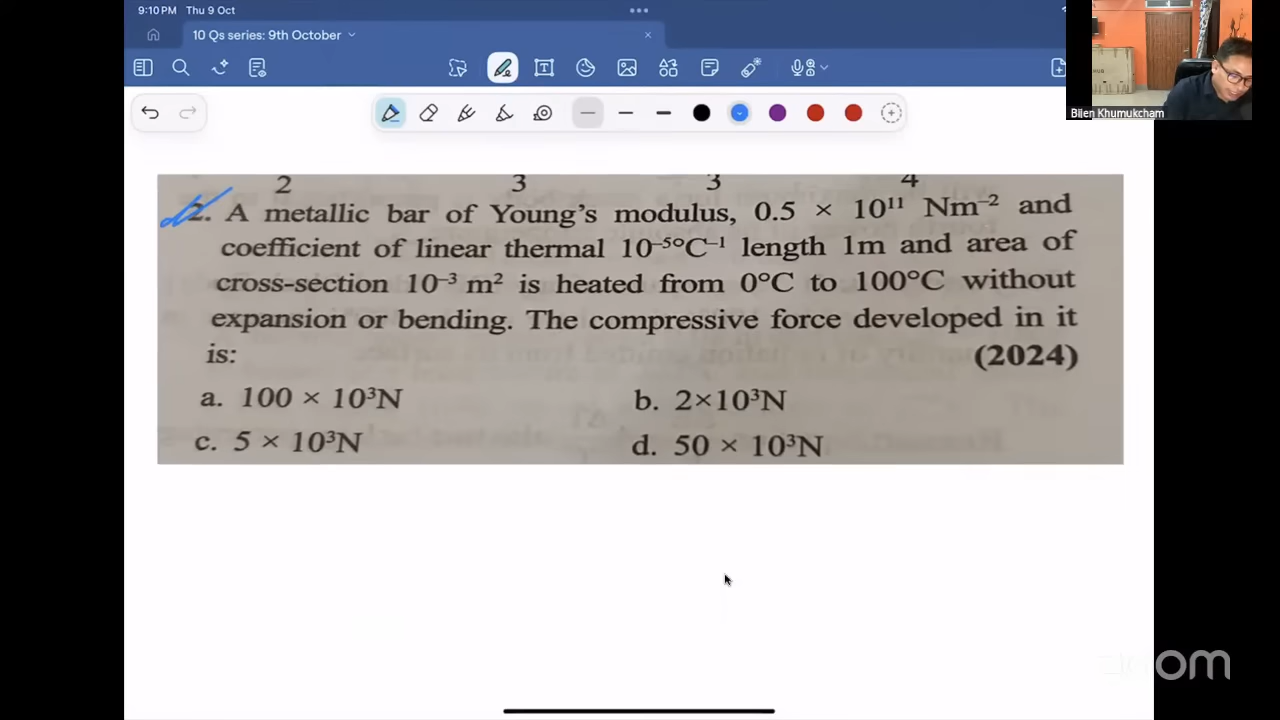 9:10 PM Thu 9 Oct
10 Qs series: 9th October
Bijen Khumukcham
2 3 3 4
2. A metallic bar of Young's modulus, 0.5 × 10¹¹ Nm⁻² and
coefficient of linear thermal 10⁻⁵°C⁻¹ length 1m and area of
cross-section 10⁻³ m² is heated from 0°C to 100°C without
expansion or bending. The compressive force developed in it
is: (2024)
a. 100 × 10³N b. 2×10³N
c. 5 × 10³N d. 50 × 10³N
zoom